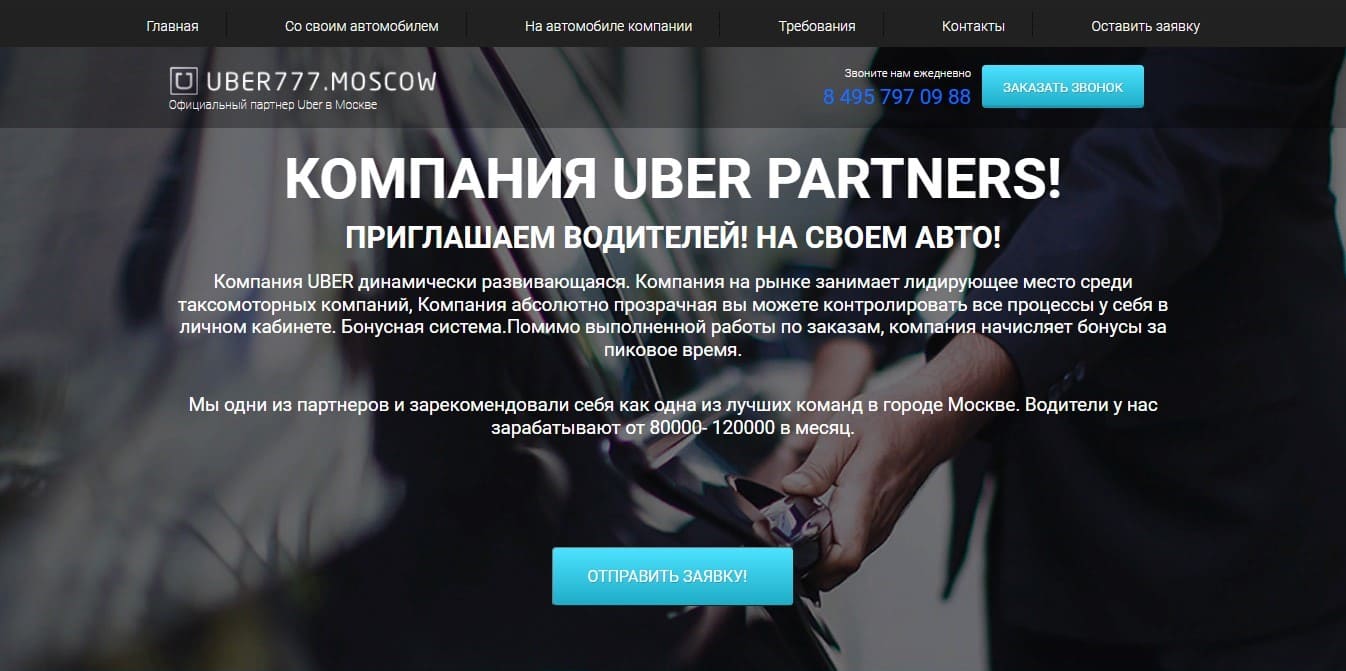 Главная
Со своим автомобилем
На автомобиле компании
Требования
Контакты
Оставить заявку
UBER777.MOSCOW
Официальный партнер Uber в Москве
Звоните нам ежедневно
8 495 797 09 88
ЗАКАЗАТЬ ЗВОНОК
КОМПАНИЯ UBER PARTNERS!
ПРИГЛАШАЕМ ВОДИТЕЛЕЙ! НА СВОЕМ АВТО!
Компания UBER динамически развивающаяся. Компания на рынке занимает лидирующее место среди
таксомоторных компаний, Компания абсолютно прозрачная вы можете контролировать все процессы у себя в
личном кабинете. Бонусная система.Помимо выполненной работы по заказам, компания начисляет бонусы за
пиковое время.
Мы одни из партнеров и зарекомендовали себя как одна из лучших команд в городе Москве. Водители у нас
зарабатывают от 80000- 120000 в месяц.
ОТПРАВИТЬ ЗАЯВКУ!